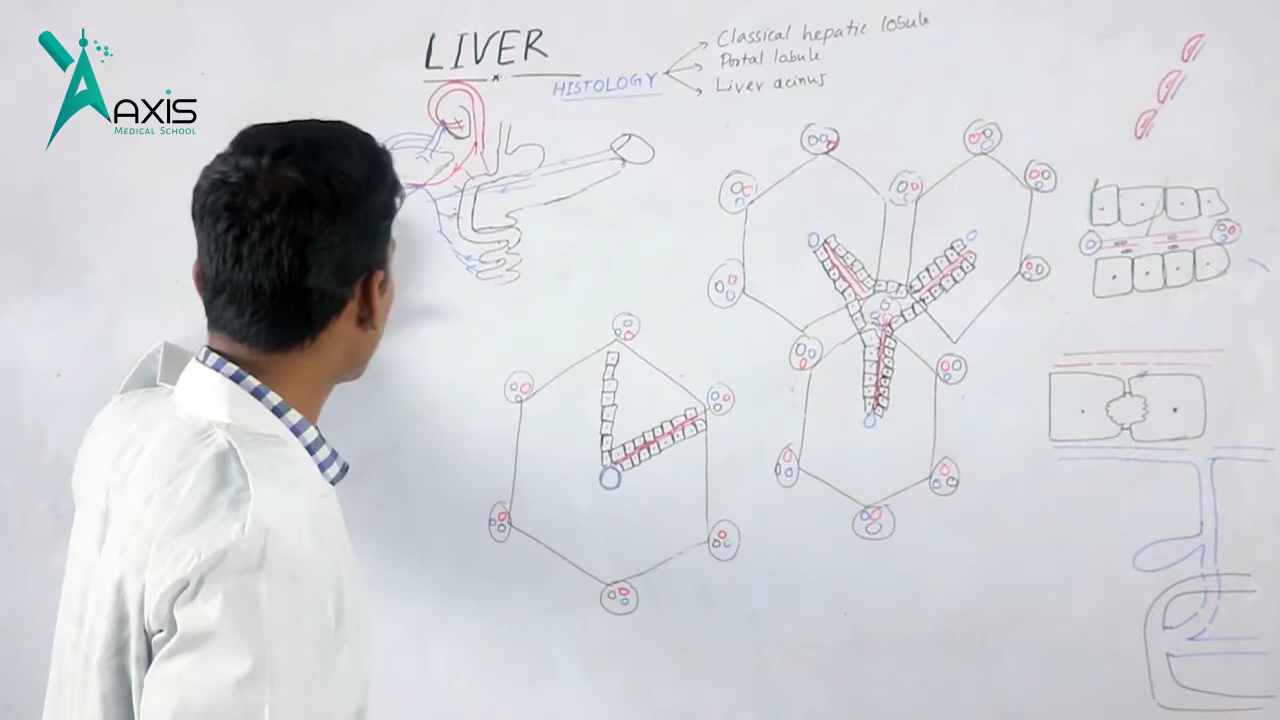 AXIS
MEDICAL SCHOOL
LIVER
HISTOLOGY
Classical hepatic lobule
Portal lobule
Liver acinus